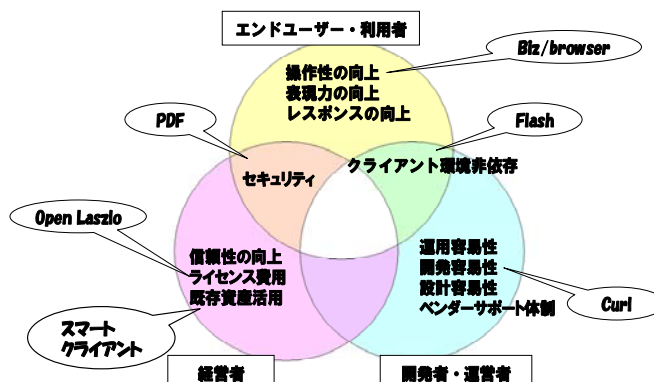 エンドユーザー・利用者
Biz/browser
操作性の向上
表現力の向上
レスポンスの向上
PDF
Flash
セキュリティ
クライアント環境非依存
Open Laszlo
信頼性の向上
ライセンス費用
既存資産活用
運用容易性
開発容易性
設計容易性
ベンダーサポート体制
Curl
スマート
クライアント
経営者
開発者・運営者